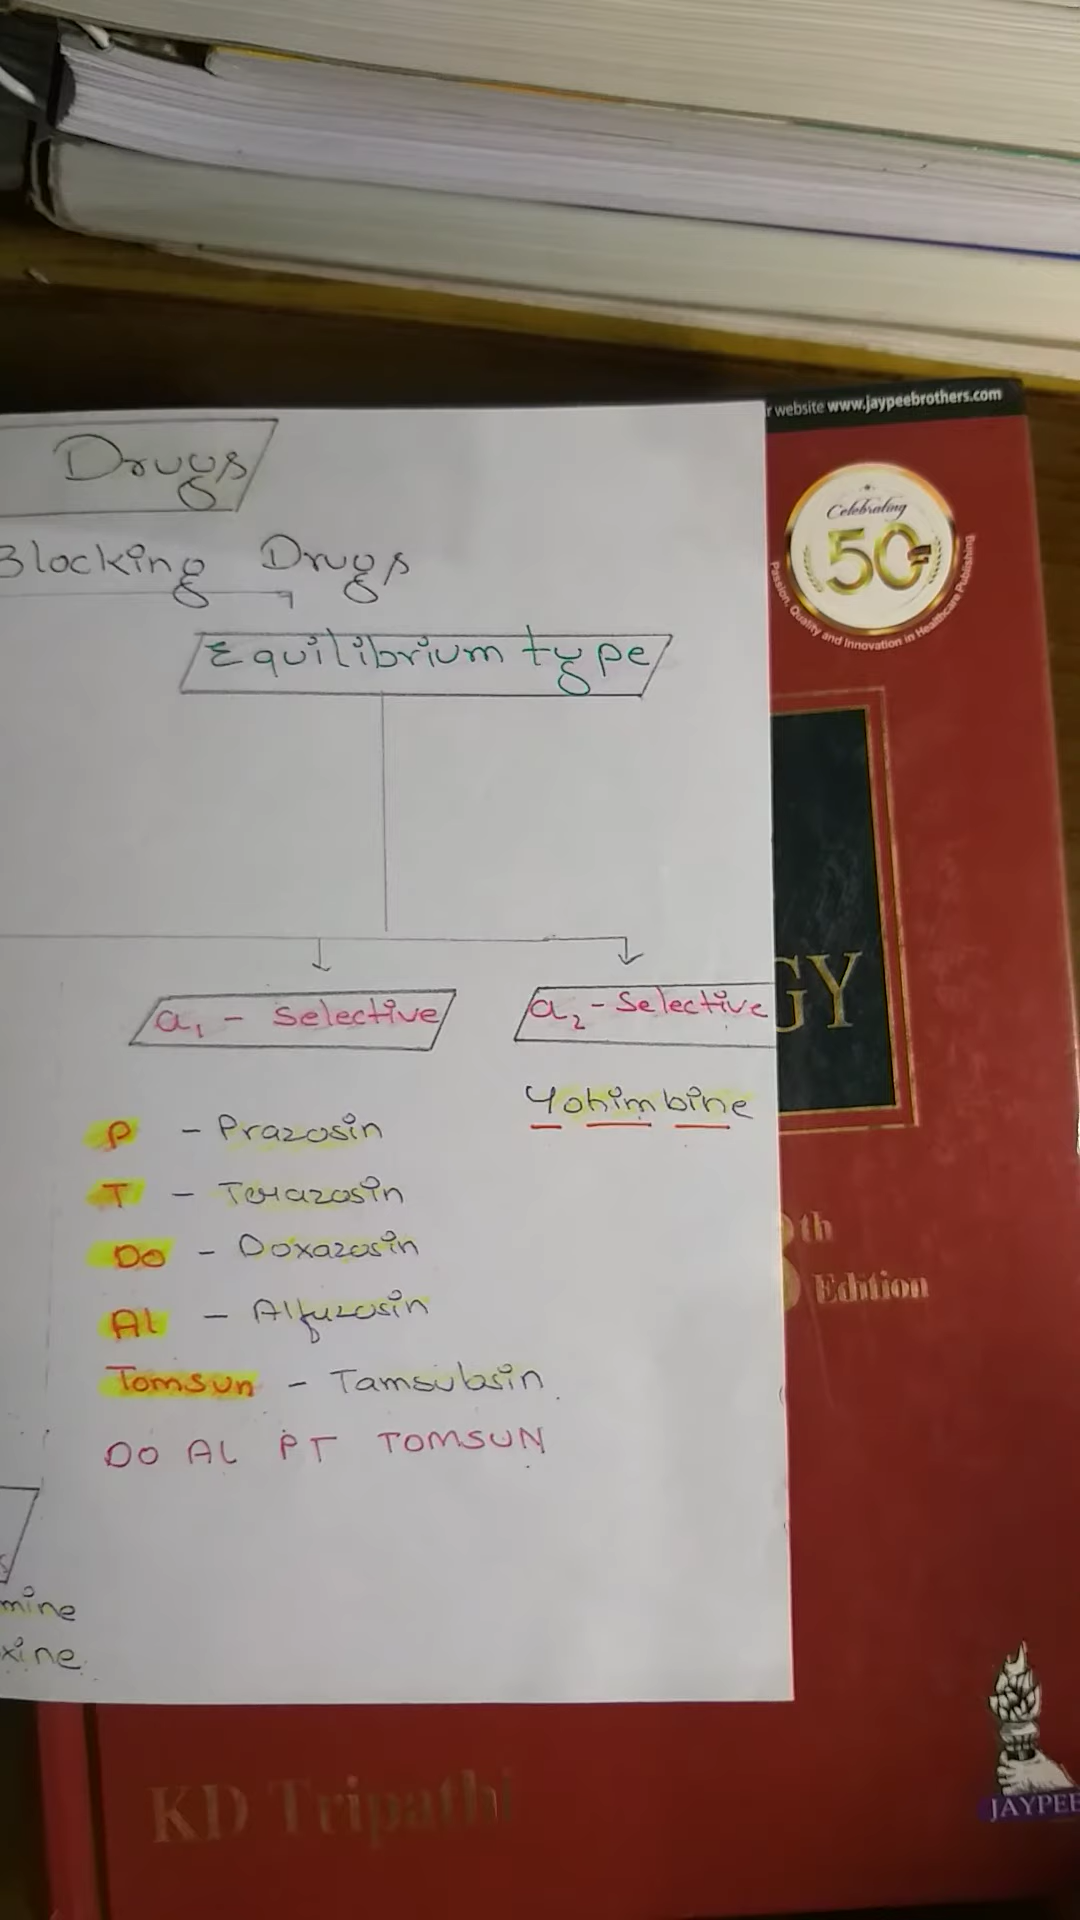 r website www.jaypeebrothers.com
Celebrating
50
Passion, Quality and Innovation in Healthcare Publishing
Drugs
Blocking Drugs
Equilibrium type
α1 - Selective
α2 - Selective
GY
Yohimbine
P - Prazosin
T - Terazosin
Do - Doxazosin
Al - Alfuzosin
Tomsun - Tamsulosin
DO AL PT TOMSUN
th
Edition
mine
xine
KD Tripathi
JAYPEE